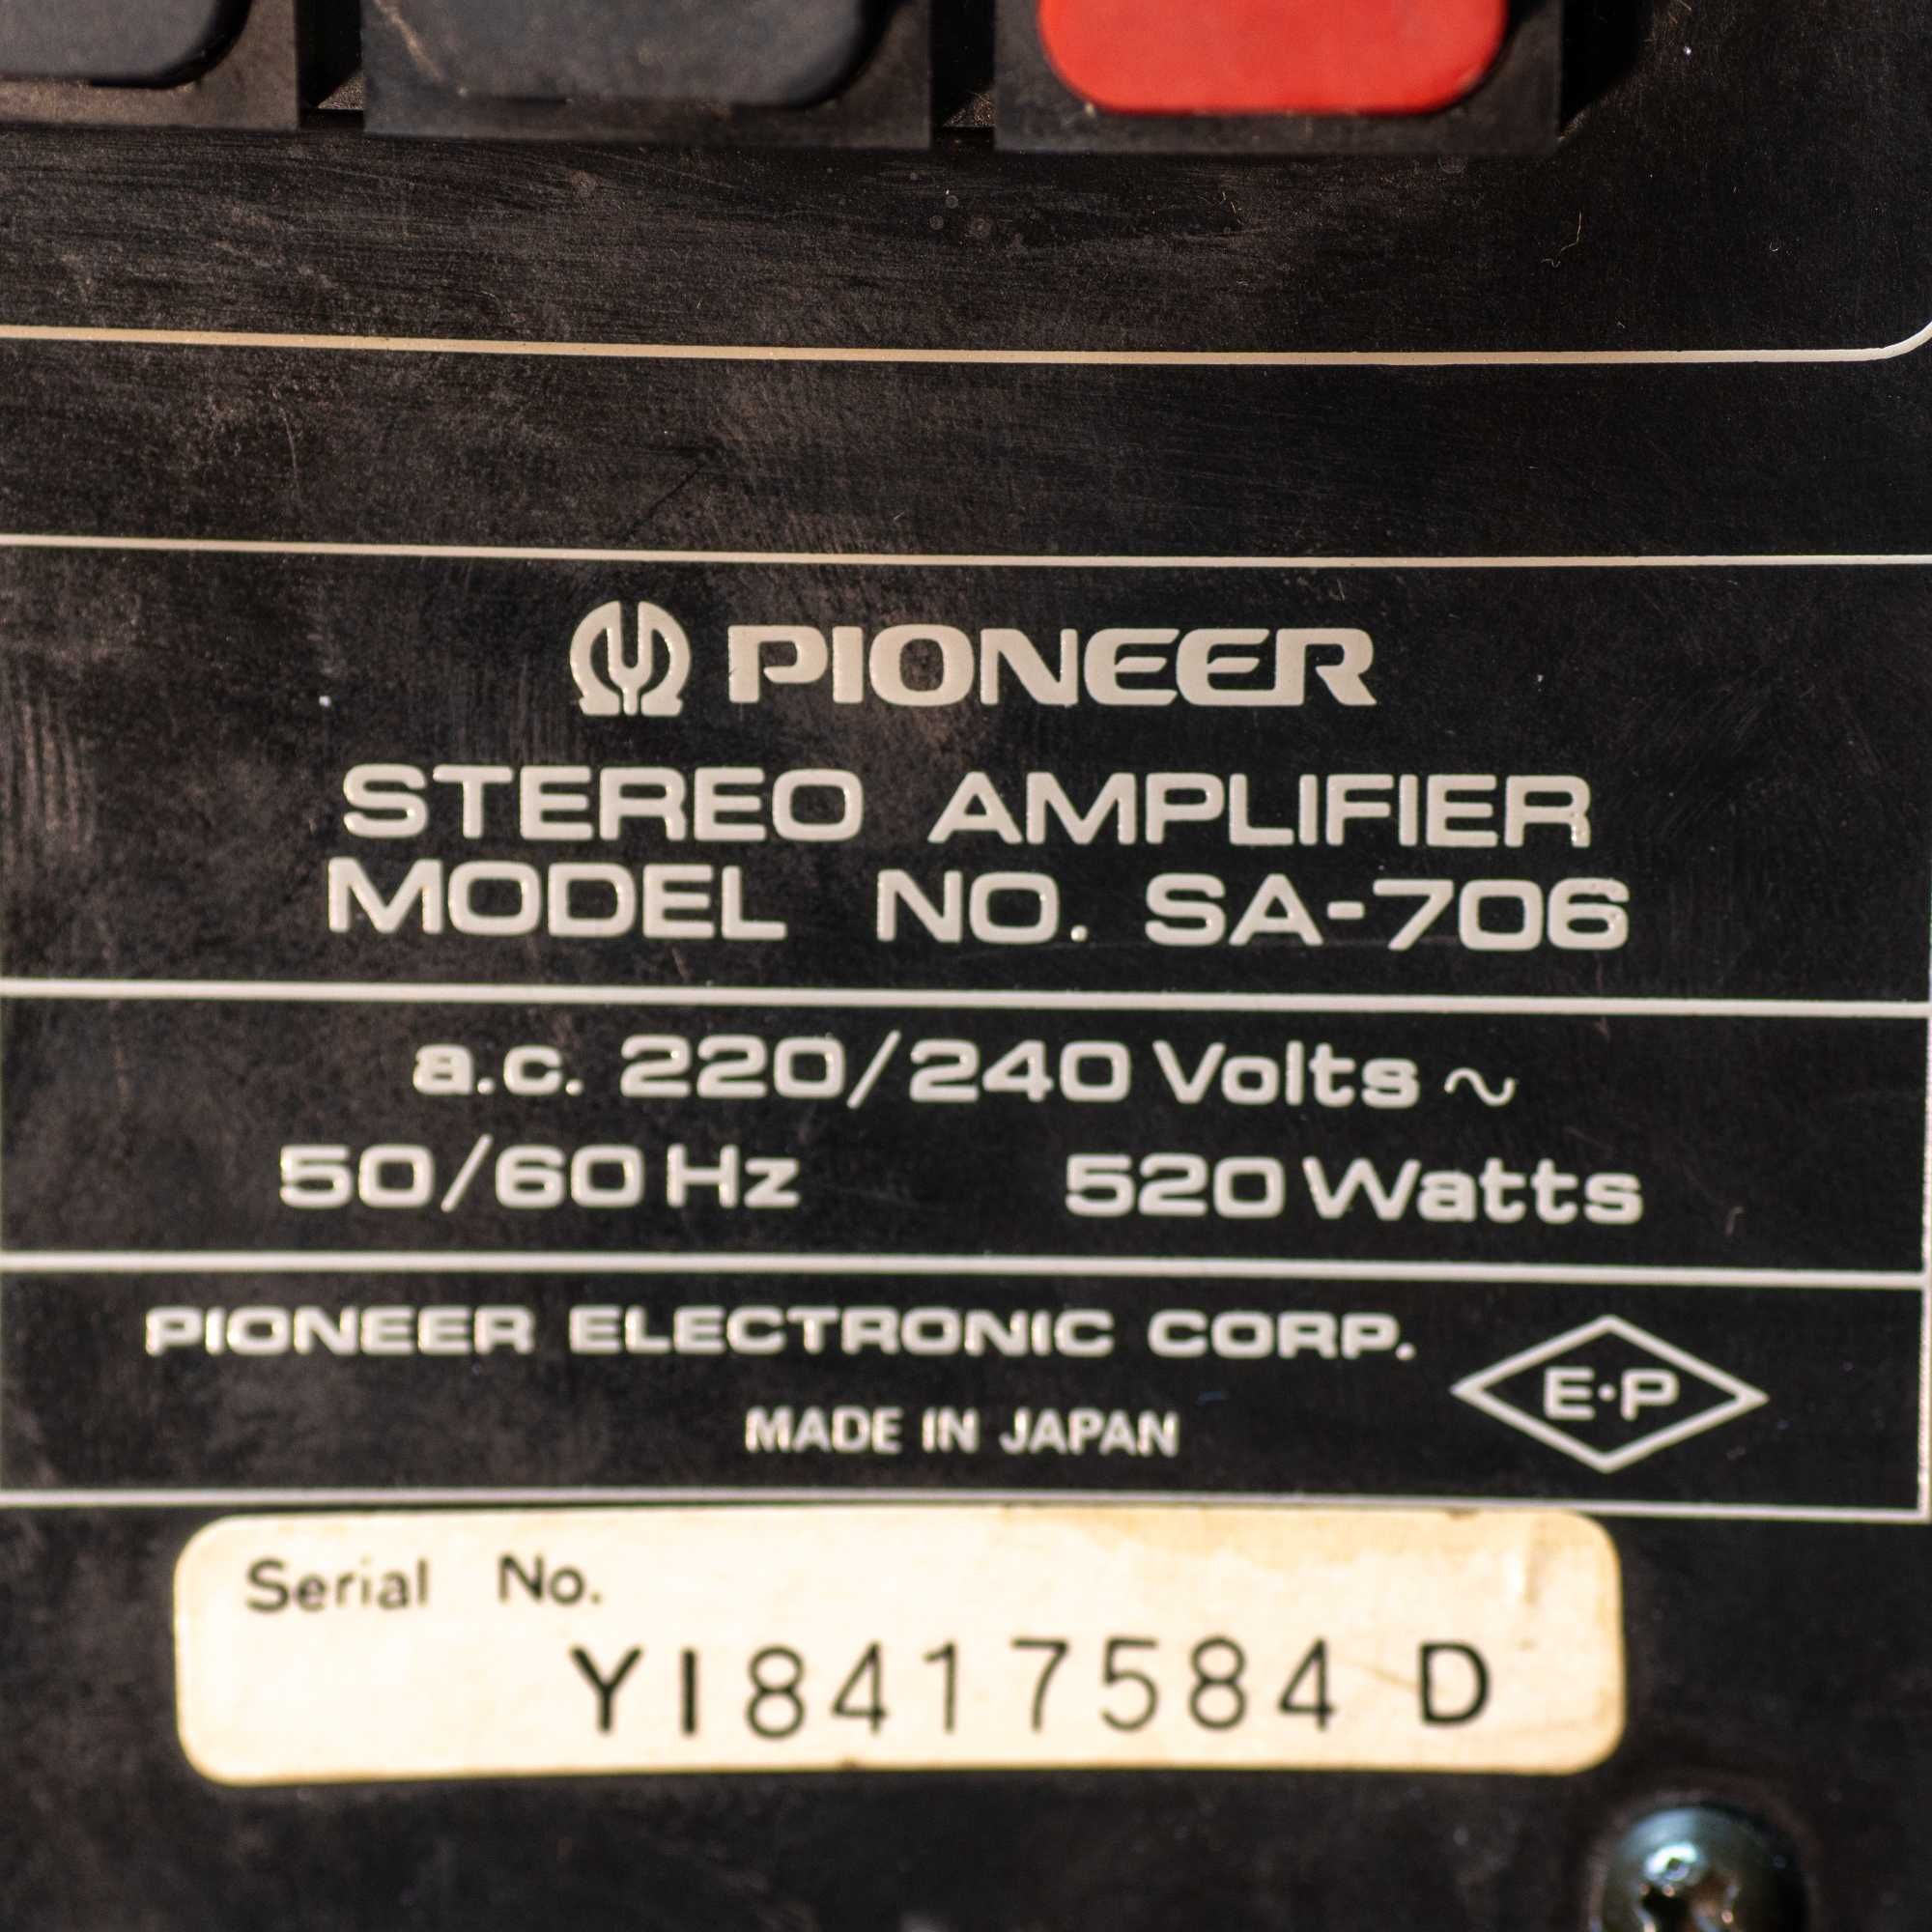 PIONEER
STEREO AMPLIFIER
MODEL NO. SA-706
a.c. 220/240 Volts ~
50/60 Hz 520 Watts
PIONEER ELECTRONIC CORP.
E·P
MADE IN JAPAN
Serial No.
YI8417584 D